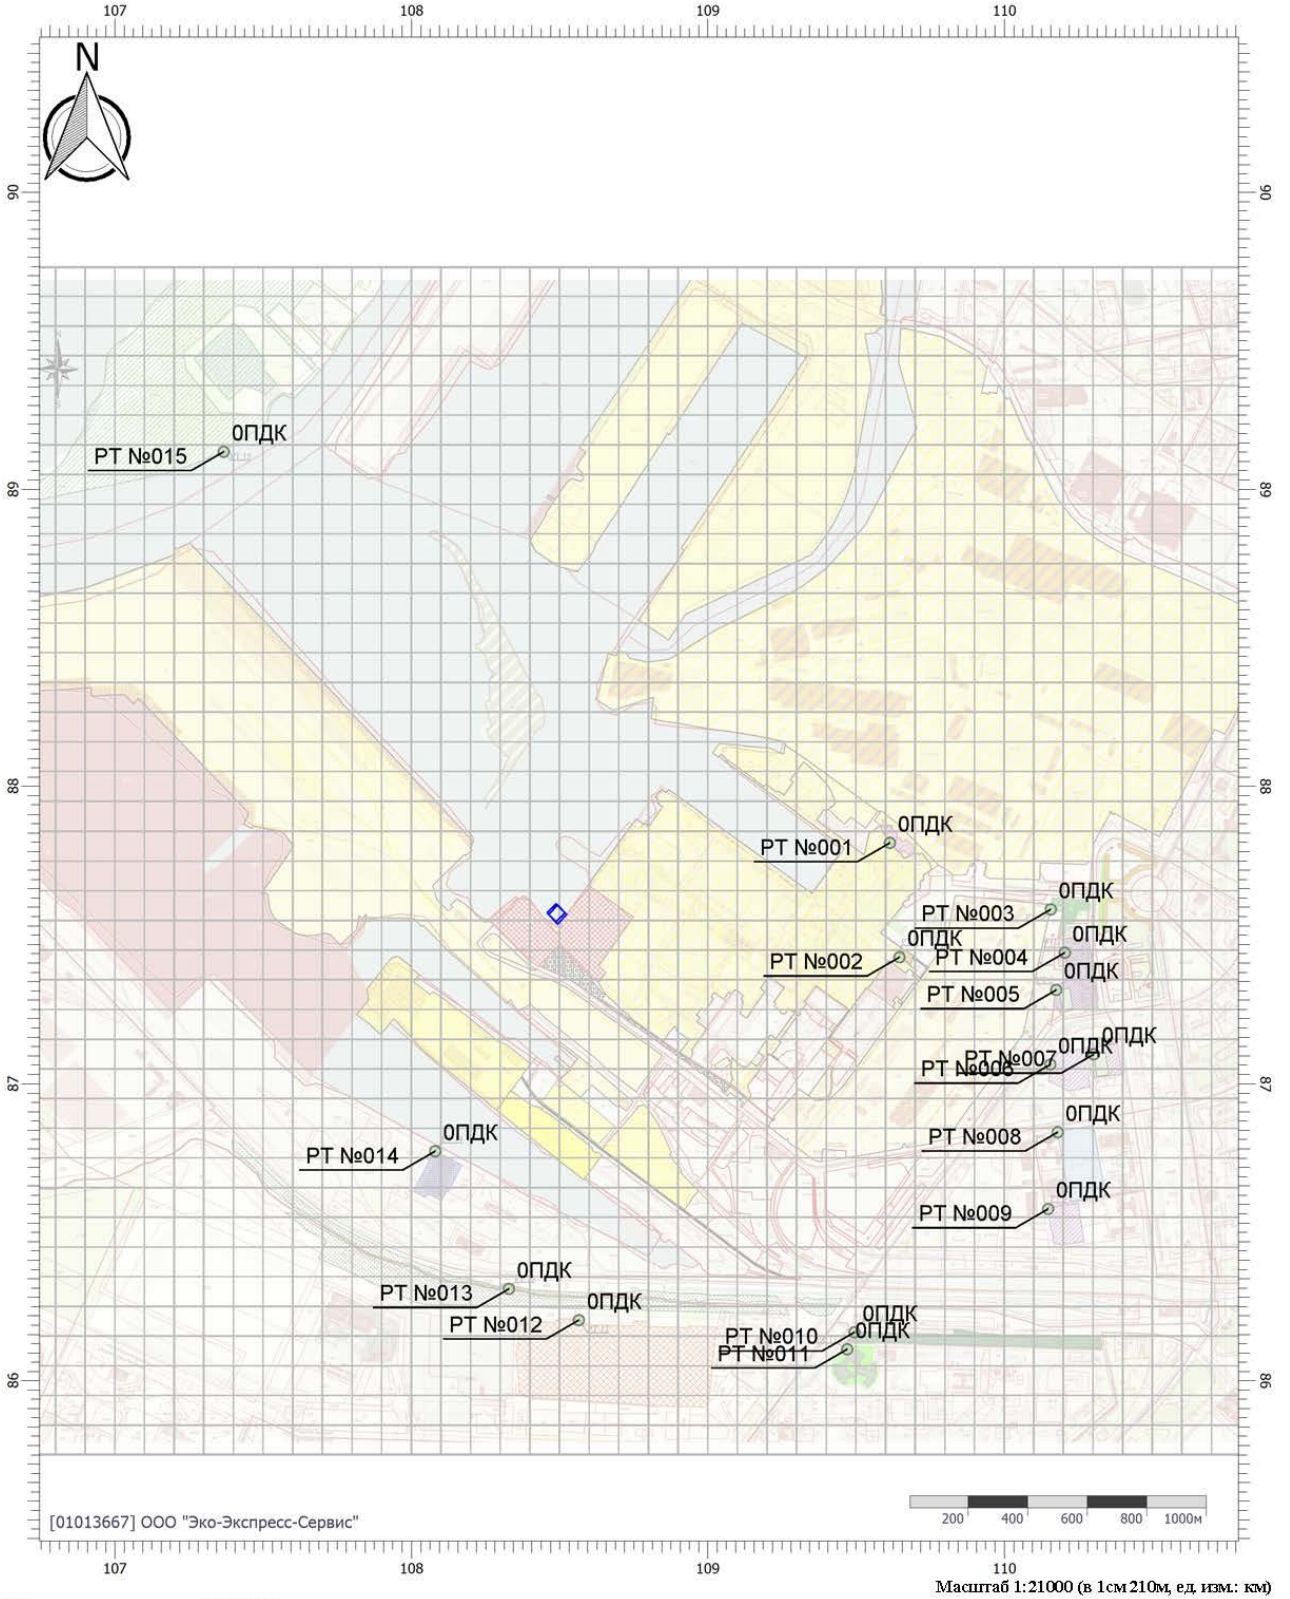 107 108 109 110
N
90 90
0ПДК
РТ №015
89 89
88 88
0ПДК
РТ №001
0ПДК
РТ №003
0ПДК
0ПДК
РТ №004
РТ №002
0ПДК
РТ №005
0ПДК
0ПДК
РТ №007
РТ №006
87 87
0ПДК
РТ №008
0ПДК
РТ №014
0ПДК
РТ №009
0ПДК
РТ №013
0ПДК
РТ №012
0ПДК
0ПДК
РТ №010
РТ №011
86 86
200 400 600 800 1000м
[01013667] ООО "Эко-Экспресс-Сервис"
107 108 109 110
Масштаб 1:21000 (в 1см 210м, ед. изм.: км)